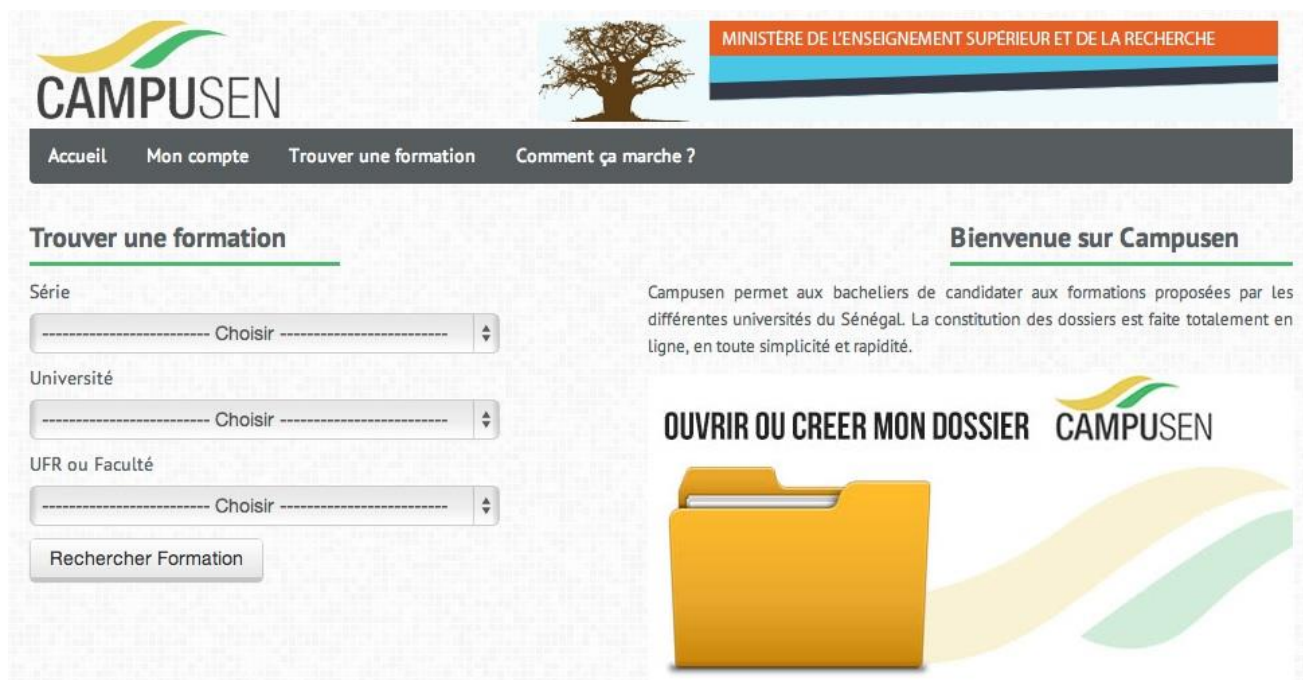 CAMPUSEN
MINISTÈRE DE L'ENSEIGNEMENT SUPÉRIEUR ET DE LA RECHERCHE
Accueil Mon compte Trouver une formation Comment ça marche ?
Trouver une formation
Série
------------------------- Choisir -------------------------
Université
------------------------- Choisir -------------------------
UFR ou Faculté
------------------------- Choisir -------------------------
Rechercher Formation
Bienvenue sur Campusen
Campusen permet aux bacheliers de candidater aux formations proposées par les
différentes universités du Sénégal. La constitution des dossiers est faite totalement en
ligne, en toute simplicité et rapidité.
OUVRIR OU CREER MON DOSSIER CAMPUSEN